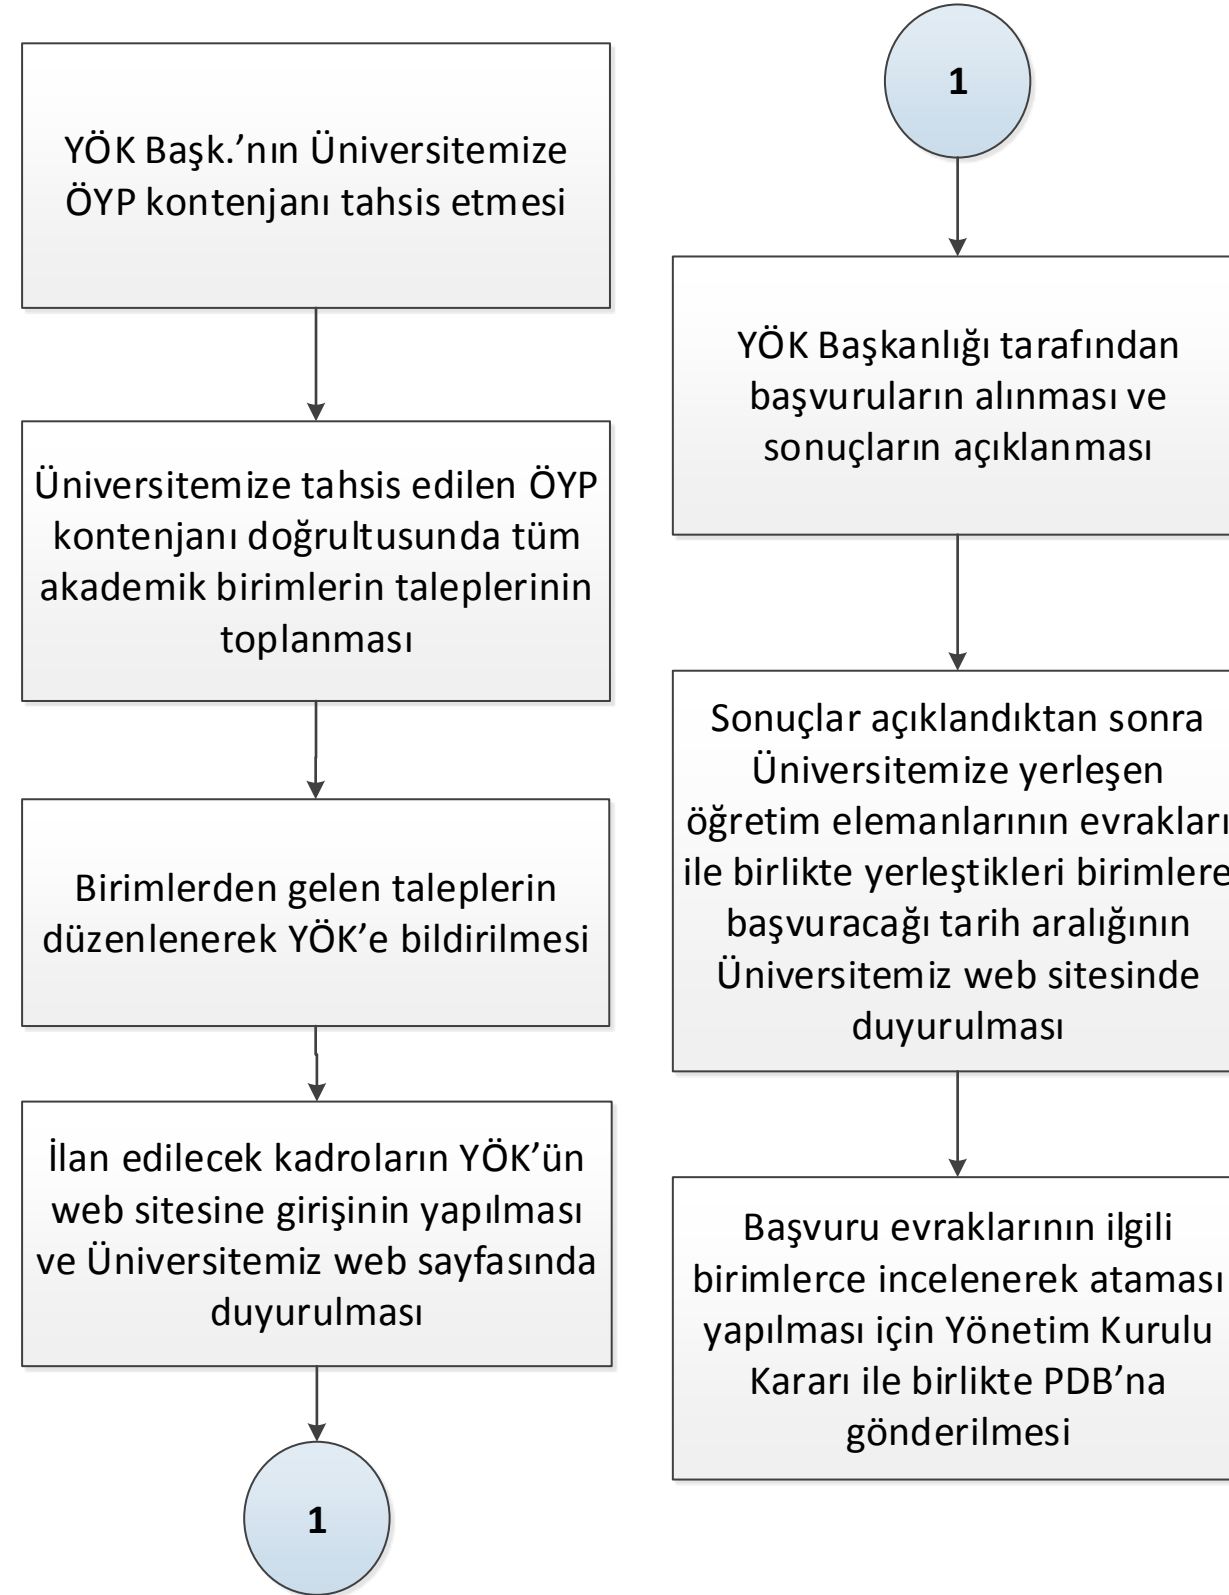 YÖK Başk.’nın Üniversitemize
ÖYP kontenjanı tahsis etmesi
Üniversitemize tahsis edilen ÖYP
kontenjanı doğrultusunda tüm
akademik birimlerin taleplerinin
toplanması
Birimlerden gelen taleplerin
düzenlenerek YÖK’e bildirilmesi
İlan edilecek kadroların YÖK’ün
web sitesine girişinin yapılması
ve Üniversitemiz web sayfasında
duyurulması
1
1
YÖK Başkanlığı tarafından
başvuruların alınması ve
sonuçların açıklanması
Sonuçlar açıklandıktan sonra
Üniversitemize yerleşen
öğretim elemanlarının evrakları
ile birlikte yerleştikleri birimlere
başvuracağı tarih aralığının
Üniversitemiz web sitesinde
duyurulması
Başvuru evraklarının ilgili
birimlerce incelenerek ataması
yapılması için Yönetim Kurulu
Kararı ile birlikte PDB’na
gönderilmesi